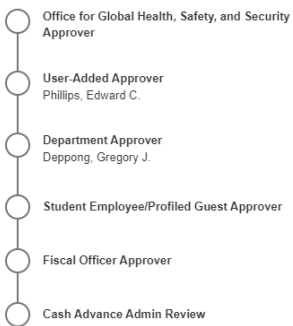 Office for Global Health, Safety, and Security
Approver
User-Added Approver
Phillips, Edward C.
Department Approver
Deppong, Gregory J.
Student Employee/Profiled Guest Approver
Fiscal Officer Approver
Cash Advance Admin Review